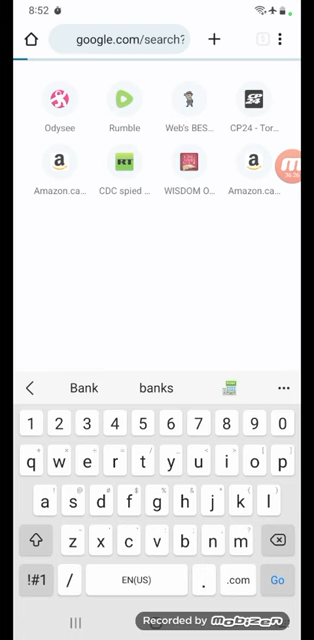 8:52
google.com/search?
Odysee
Rumble
Web's BES...
CP24 - Tor...
CP 24
a
RT
a
Amazon.ca...
CDC spied ...
WISDOM O...
Amazon.ca...
Bank
banks
1 2 3 4 5 6 7 8 9 0
q w e r t y u i o p
a s d f g h j k l
z x c v b n m
!#1 / EN(US) . .com Go
Recorded by mobizen